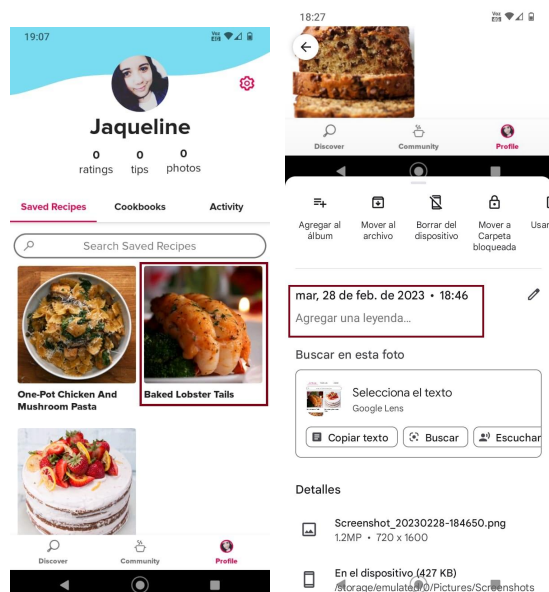 19:07
Jaqueline
0 0 0
ratings tips photos
Saved Recipes Cookbooks Activity
Search Saved Recipes
One-Pot Chicken And
Mushroom Pasta
Baked Lobster Tails
Discover Community Profile
18:27
Discover Community Profile
Agregar al
álbum
Mover al
archivo
Borrar del
dispositivo
Mover a
Carpeta
bloqueada
Usar
mar, 28 de feb. de 2023 • 18:46
Agregar una leyenda...
Buscar en esta foto
Selecciona el texto
Google Lens
Copiar texto Buscar Escuchar
Detalles
Screenshot_20230228-184650.png
1.2MP • 720 x 1600
En el dispositivo (427 KB)
/storage/emulated/0/Pictures/Screenshots